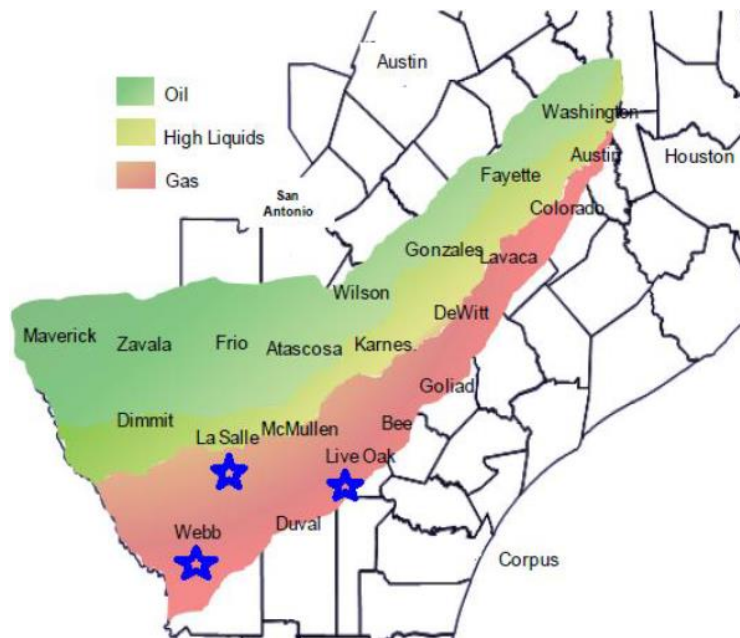 Austin
Oil
High Liquids
Gas
Washington
Austin
Houston
Fayette
San
Antonio
Colorado
Gonzales
Lavaca
Wilson
DeWitt
Maverick
Zavala
Frio
Atascosa
Karnes.
Goliad
Dimmit
La Salle
McMullen
Bee
Live Oak
Webb
Duval
Corpus